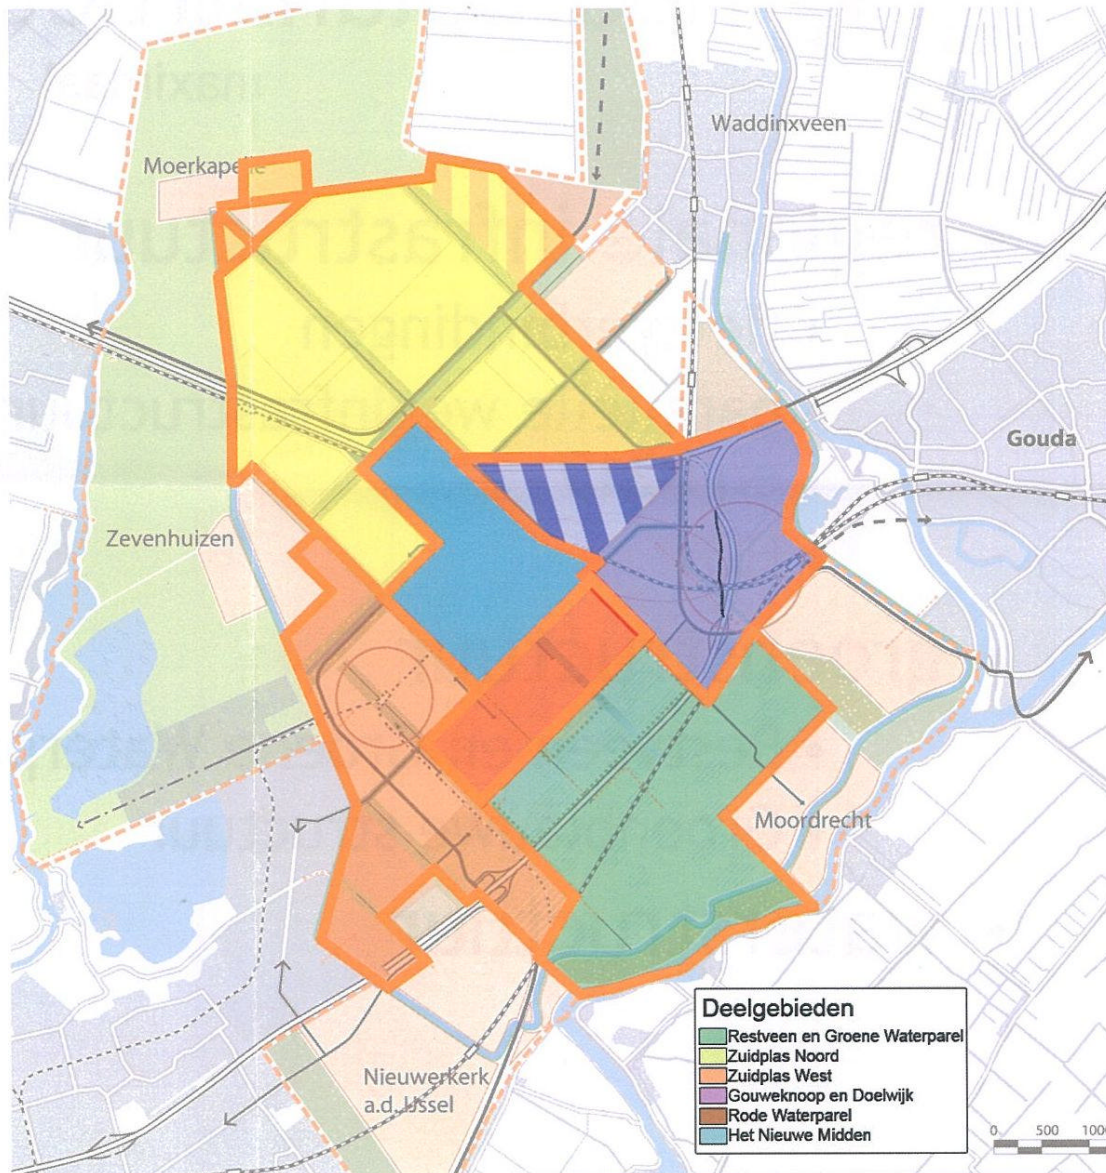 Waddinxveen
Moerkapelle
Gouda
Zevenhuizen
Moordrecht
Nieuwerkerk
a.d. IJssel
Deelgebieden
Restveen en Groene Waterparel
Zuidplas Noord
Zuidplas West
Gouweknoop en Doelwijk
Rode Waterparel
Het Nieuwe Midden
0 500 1000